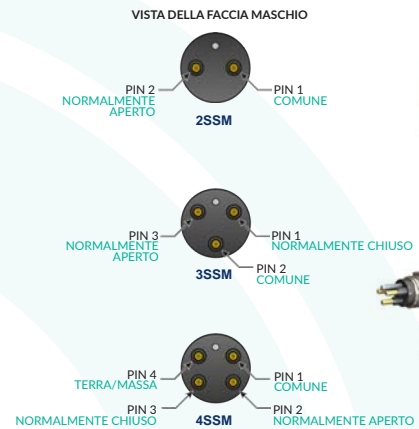 VISTA DELLA FACCIA MASCHIO
PIN 2
NORMALMENTE
APERTO
PIN 1
COMUNE
2SSM
PIN 3
NORMALMENTE
APERTO
PIN 1
NORMALMENTE CHIUSO
PIN 2
COMUNE
3SSM
PIN 4
TERRA/MASSA
PIN 1
COMUNE
PIN 3
NORMALMENTE CHIUSO
PIN 2
NORMALMENTE APERTO
4SSM